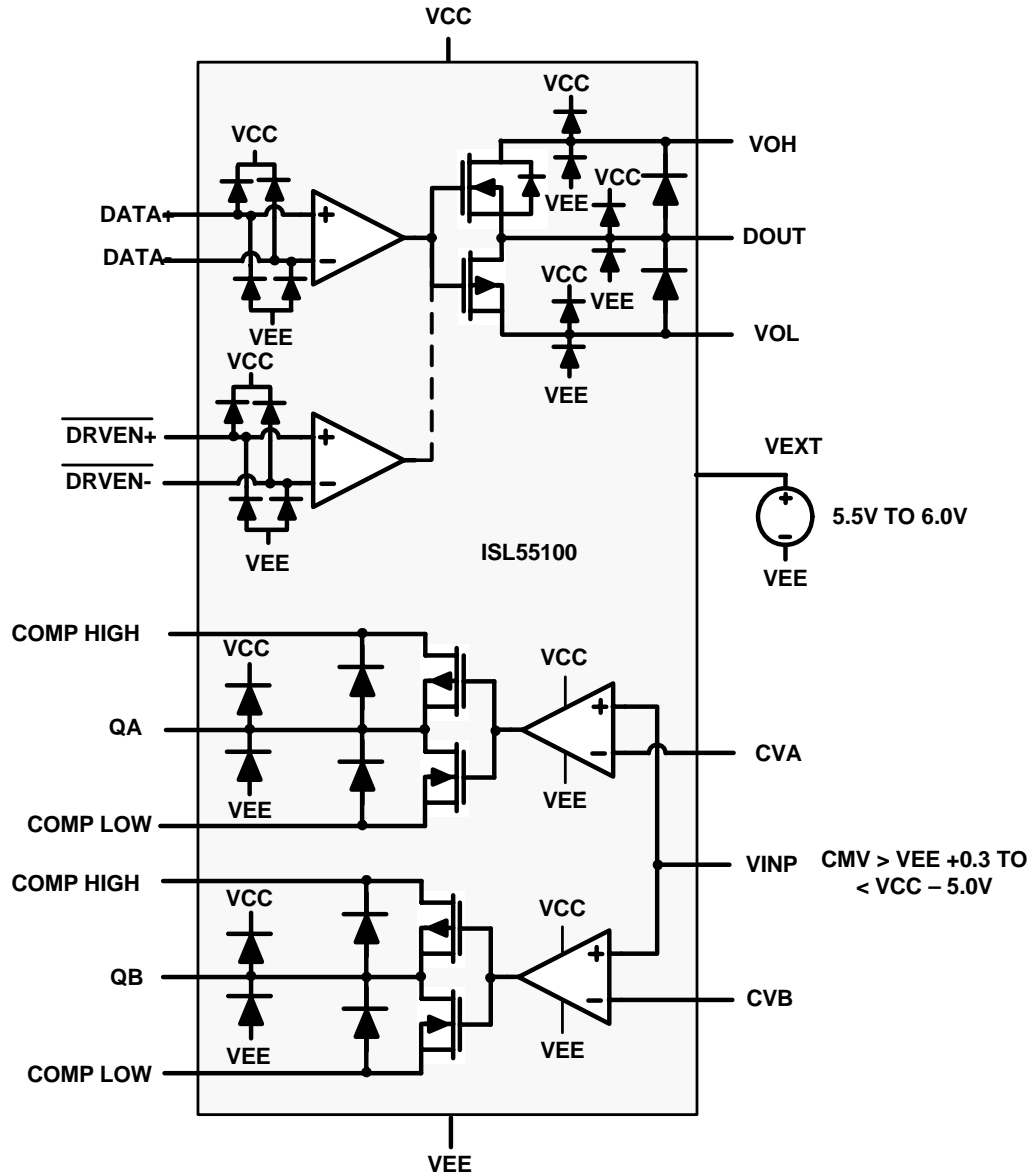 VCC
VCC
VCC
VOH
VCC
VEE
DATA+
+
DOUT
DATA-
−
VCC
VEE
VEE
VOL
VCC
VEE
DRVEN+
+
VEXT
DRVEN-
−
+
5.5V TO 6.0V
−
VEE
ISL55100
VEE
COMP HIGH
VCC
VCC
+
QA
−
CVA
VEE
VEE
COMP LOW
VINP
CMV > VEE +0.3 TO
< VCC – 5.0V
COMP HIGH
VCC
VCC
+
QB
−
CVB
VEE
VEE
COMP LOW
VEE